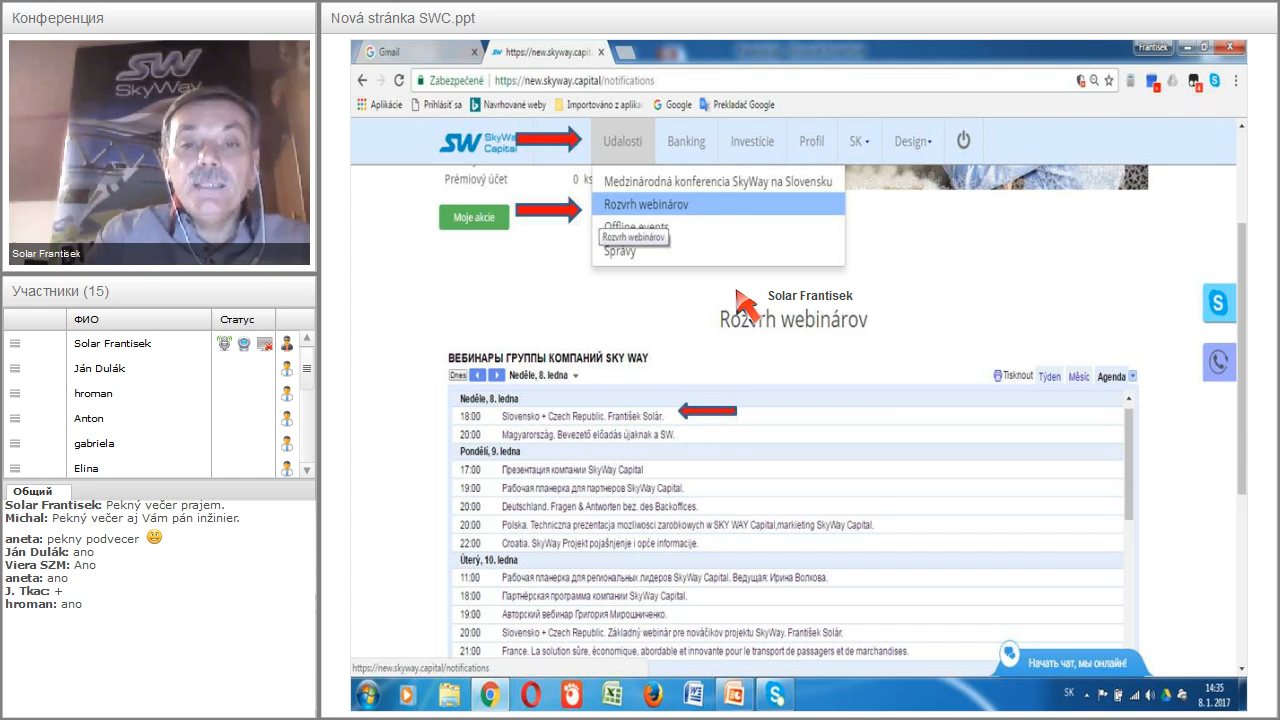 Конференция
SW
SkyWay
Solar Frantisek
Участники (15)
ФИО
Статус
Solar Frantisek
Ján Dulák
hroman
Anton
gabriela
Elina
Общий
Solar Frantisek: Pekný večer prajem.
Michal: Pekný večer aj Vám pán inžinier.
aneta: pekny podvecer
Ján Dulák: ano
Viera SZM: Ano
aneta: ano
J. Tkac: +
hroman: ano
Nová stránka SWC.ppt
Gmail
https://new.skyway.capit
František
Zabezpečené
https://new.skyway.capital/notifications
Aplikácie
Prihlásiť sa
Navrhované weby
Importováno z aplika
Google
Prekladač Google
SW SkyWa
Capital
Udalosti
Banking
Investície
Profil
SK
Design
Prémiový účet
0 ks
Moje akcie
Medzinárodná konferencia SkyWay na Slovensku
Rozvrh webinárov
Offline events
Rozvrh webinárov
Správy
Solar Frantisek
Rozvrh webinárov
ВЕБИНАРЫ ГРУППЫ КОМПАНИЙ SKY WAY
Dnes
Neděle, 8. ledna
Tisknout
Týden
Měsíc
Agenda
Neděle, 8. ledna
18:00 Slovensko + Czech Republic. František Solár.
20:00 Magyarország. Bevezető előadás újaknak a SW.
Pondělí, 9. ledna
17:00 Презентация компании SkyWay Capital
19:00 Рабочая планерка для партнеров SkyWay Capital.
20:00 Deutschland. Fragen & Antworten bez. des Backoffices.
20:00 Polska. Techniczna prezentacja mozliwosci zarobkowych w SKY WAY Capital,marketing SkyWay Capital.
22:00 Croatia. SkyWay Projekt pojašnjenje i opće informacije.
Úterý, 10. ledna
11:00 Рабочая планерка для региональных лидеров SkyWay Capital. Ведущая: Ирина Волкова.
18:00 Партнёрская программа компании SkyWay Capital.
19:00 Авторский вебинар Григория Мирошниченко.
20:00 Slovensko + Czech Republic. Základný webinár pre nováčikov projektu SkyWay. František Solár.
21:00 France. La solution sûre, économique, abordable et innovante pour le transport de passagers et de marchandises.
https://new.skyway.capital/notifications
Начать чат, мы онлайн!
SK
14:35
8. 1. 2017